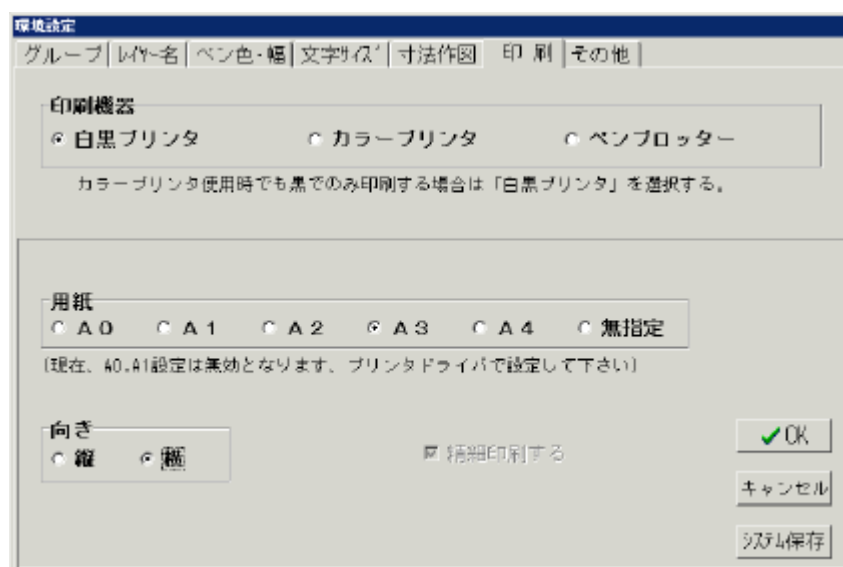 環境設定
グループ ﾚｲﾔｰ名 ペン色・幅 文字ｻｲｽﾞ 寸法作図 印 刷 その他
印刷機器
白黒プリンタ カラープリンタ ペンプロッター
カラープリンタ使用時でも黒でのみ印刷する場合は「白黒プリンタ」を選択する。
用紙
A0 A1 A2 A3 A4 無指定
(現在、A0,A1設定は無効となります、プリンタドライバで設定して下さい)
向き
縦 横
精細印刷する
OK
キャンセル
ｼｽﾃﾑ保存